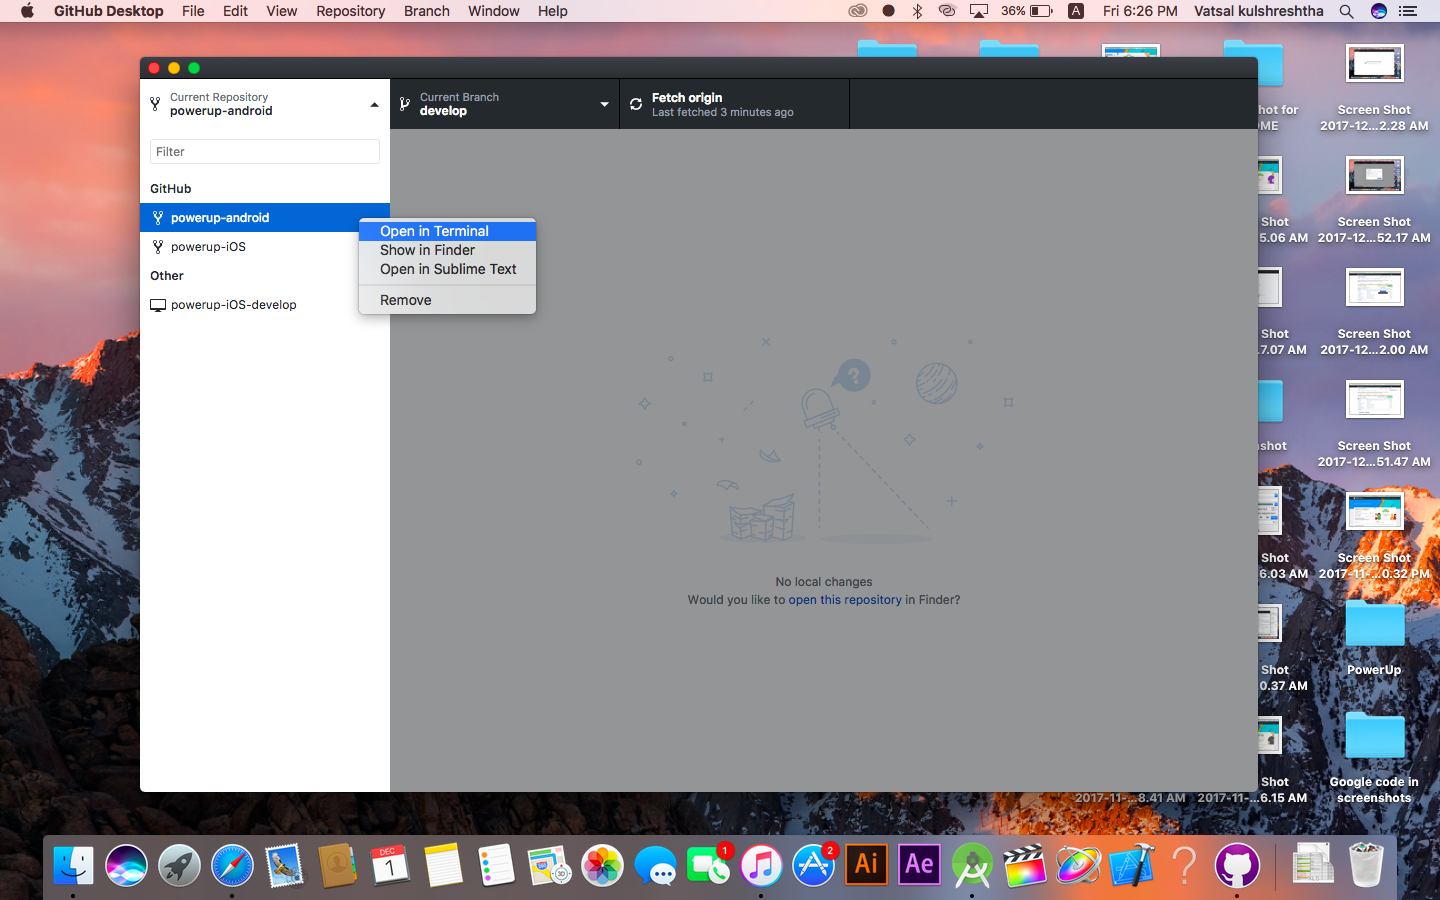 GitHub Desktop File Edit View Repository Branch Window Help 36% A Fri 6:26 PM Vatsal kulshreshtha
Current Repository
powerup-android
Current Branch
develop
Fetch origin
Last fetched 3 minutes ago
Filter
GitHub
powerup-android
powerup-iOS
Other
powerup-iOS-develop
Open in Terminal
Show in Finder
Open in Sublime Text
Remove
?
No local changes
Would you like to open this repository in Finder?
hot for
OME
Shot
5.06 AM
Shot
.7.07 AM
shot
Shot
6.03 AM
Shot
0.37 AM
Shot
2017-11-...8.41 AM
2017-11-...6.15 AM
Screen Shot
2017-12...2.28 AM
Screen Shot
2017-12...52.17 AM
Screen Shot
2017-12...2.00 AM
Screen Shot
2017-12...51.47 AM
Screen Shot
2017-11-...0.32 PM
PowerUp
Google code in
screenshots
DEC
1
3D
1
2
Ai
Ae
?